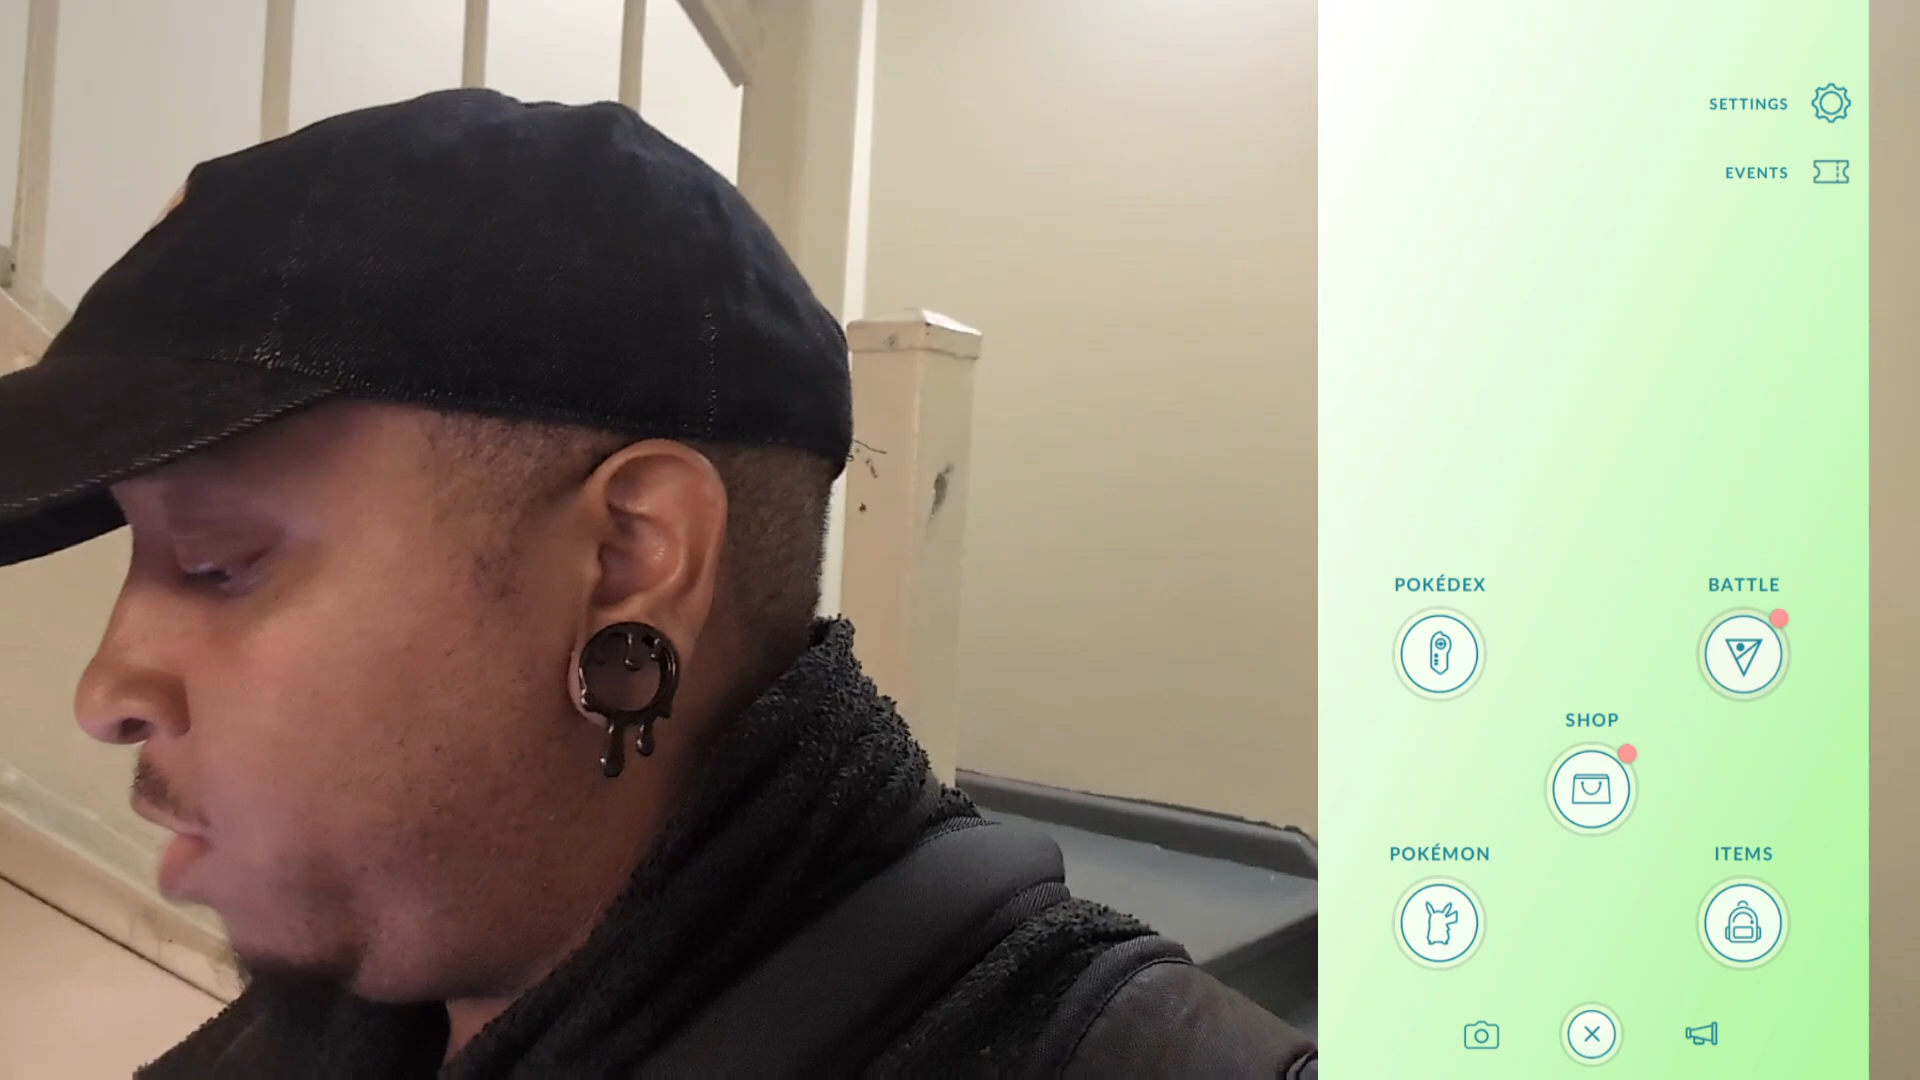 SETTINGS
EVENTS
POKÉDEX
BATTLE
SHOP
POKÉMON
ITEMS